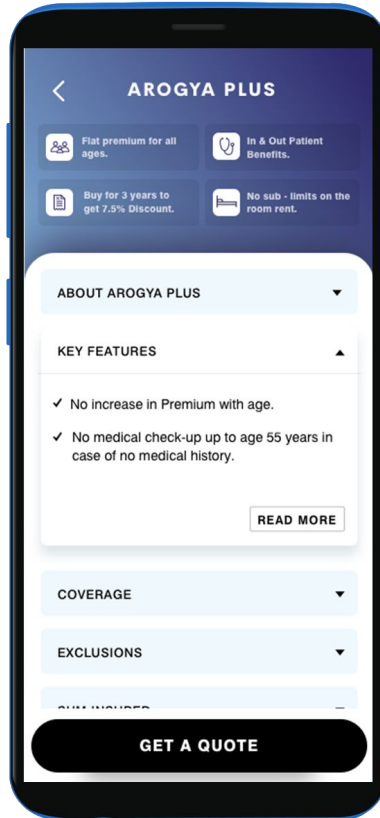 AROGYA PLUS
Flat premium for all
ages.
In & Out Patient
Benefits.
Buy for 3 years to
get 7.5% Discount.
No sub - limits on the
room rent.
ABOUT AROGYA PLUS
KEY FEATURES
No increase in Premium with age.
No medical check-up up to age 55 years in
case of no medical history.
READ MORE
COVERAGE
EXCLUSIONS
SUM INSURED
GET A QUOTE